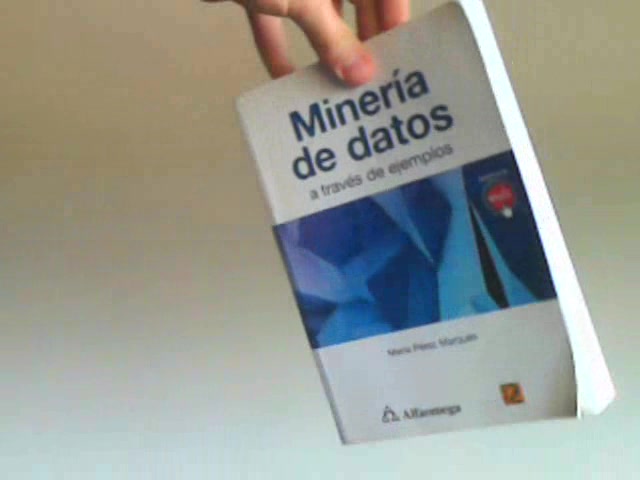 Minería
de datos
a través de ejemplos
María Pérez Marqués
Alfaomega